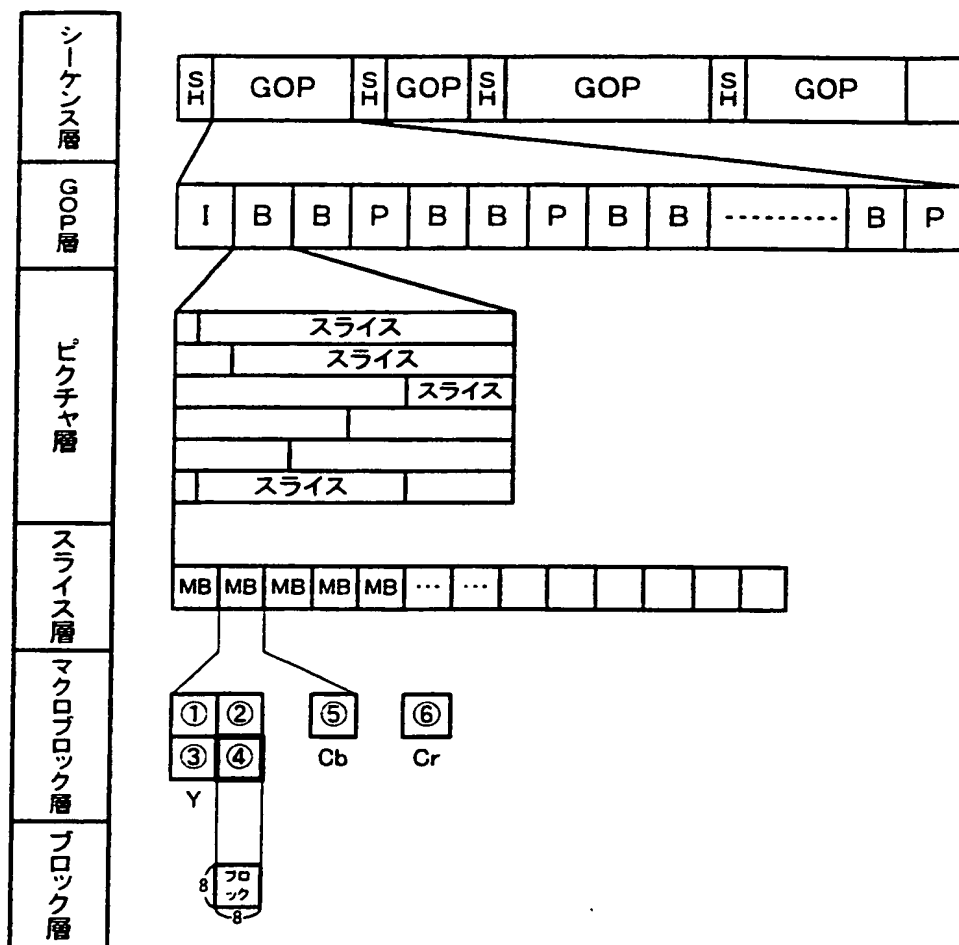 シーケンス層
SH GOP SH GOP SH GOP SH GOP
GOP層
I B B P B B P B B --------- B P
ピクチャ層
スライス
スライス
スライス
スライス
スライス層
MB MB MB MB MB … …
マクロブロック層
① ② ⑤ ⑥
③ ④ Cb Cr
Y
ブロック層
8 ブロ
ック
8